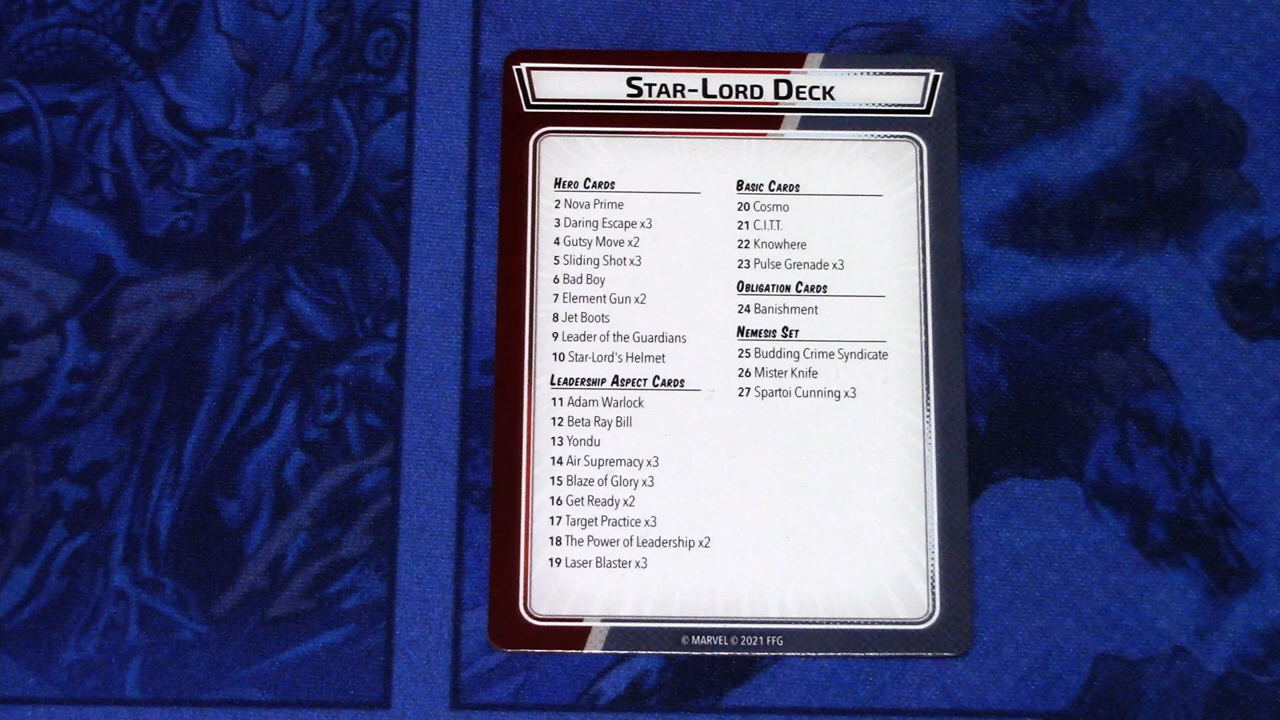 Star-Lord Deck
Hero Cards
2 Nova Prime
3 Daring Escape x3
4 Gutsy Move x2
5 Sliding Shot x3
6 Bad Boy
7 Element Gun x2
8 Jet Boots
9 Leader of the Guardians
10 Star-Lord's Helmet
Leadership Aspect Cards
11 Adam Warlock
12 Beta Ray Bill
13 Yondu
14 Air Supremacy x3
15 Blaze of Glory x3
16 Get Ready x2
17 Target Practice x3
18 The Power of Leadership x2
19 Laser Blaster x3
Basic Cards
20 Cosmo
21 C.I.T.T.
22 Knowhere
23 Pulse Grenade x3
Obligation Cards
24 Banishment
Nemesis Set
25 Budding Crime Syndicate
26 Mister Knife
27 Spartoi Cunning x3
© MARVEL © 2021 FFG